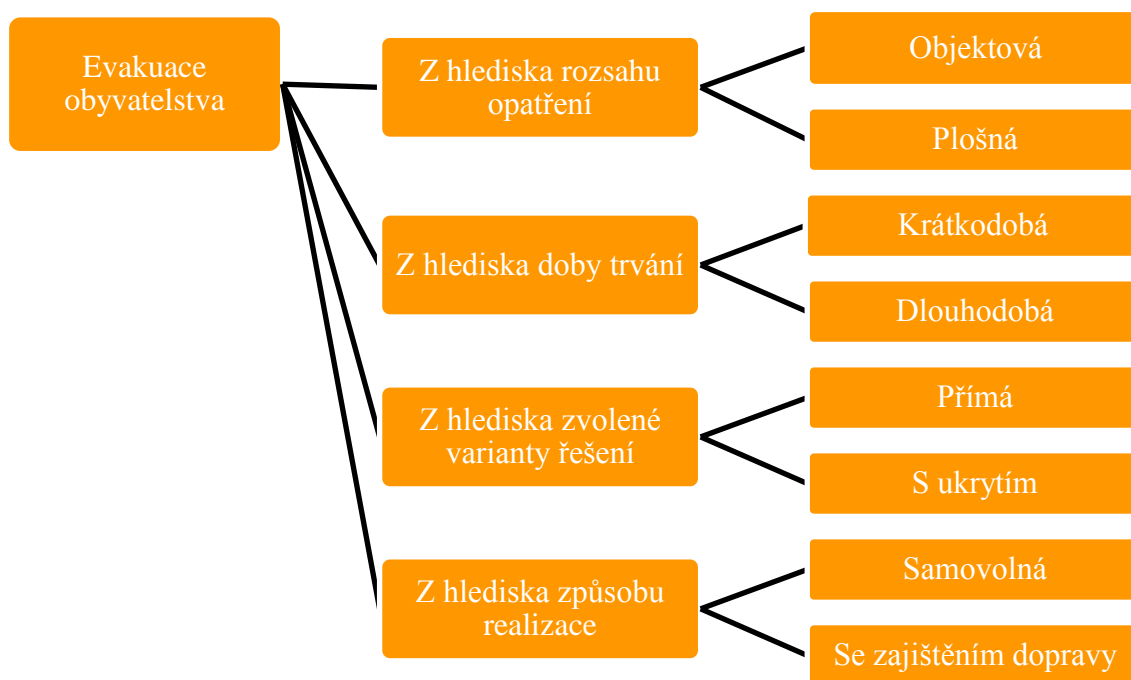 Evakuace
obyvatelstva
Z hlediska rozsahu
opatření
Objektová
Plošná
Z hlediska doby trvání
Krátkodobá
Dlouhodobá
Z hlediska zvolené
varianty řešení
Přímá
S ukrytím
Z hlediska způsobu
realizace
Samovolná
Se zajištěním dopravy